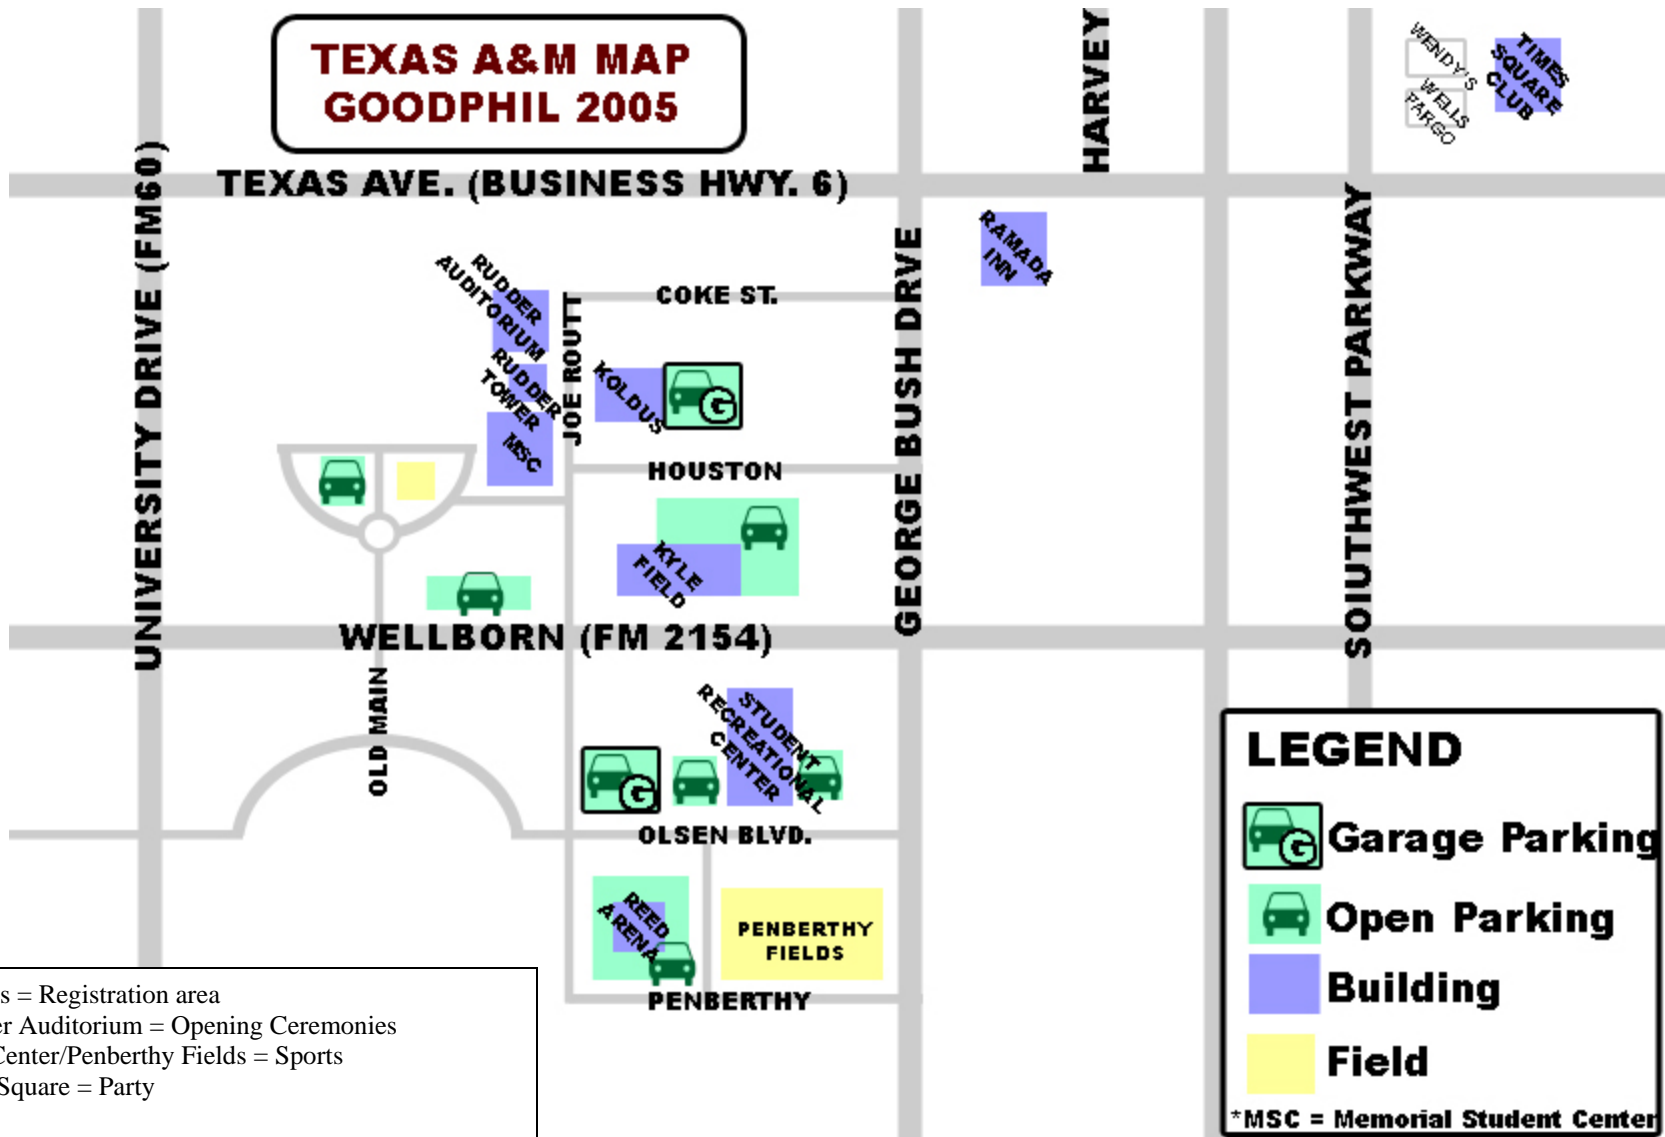 TEXAS A&M MAP
GOODPHIL 2005
HARVEY
WENDY'S
WELLS
FARGO
TIMES
SQUARE
CLUB
UNIVERSITY DRIVE (FM60)
TEXAS AVE. (BUSINESS HWY. 6)
RAMADA
INN
GEORGE BUSH DRVE
SOIUTHWEST PARKWAY
RUDDER
AUDITORIUM
COKE ST.
JOE ROUTT
RUDDER
TOWER
KOLDUS
G
MSC
HOUSTON
KYLE
FIELD
WELLBORN (FM 2154)
OLD MAIN
STUDENT
RECREATIONAL
CENTER
G
OLSEN BLVD.
REED
ARENA
PENBERTHY
FIELDS
PENBERTHY
LEGEND
G Garage Parking
Open Parking
Building
Field
*MSC = Memorial Student Center
s = Registration area
er Auditorium = Opening Ceremonies
Center/Penberthy Fields = Sports
Square = Party